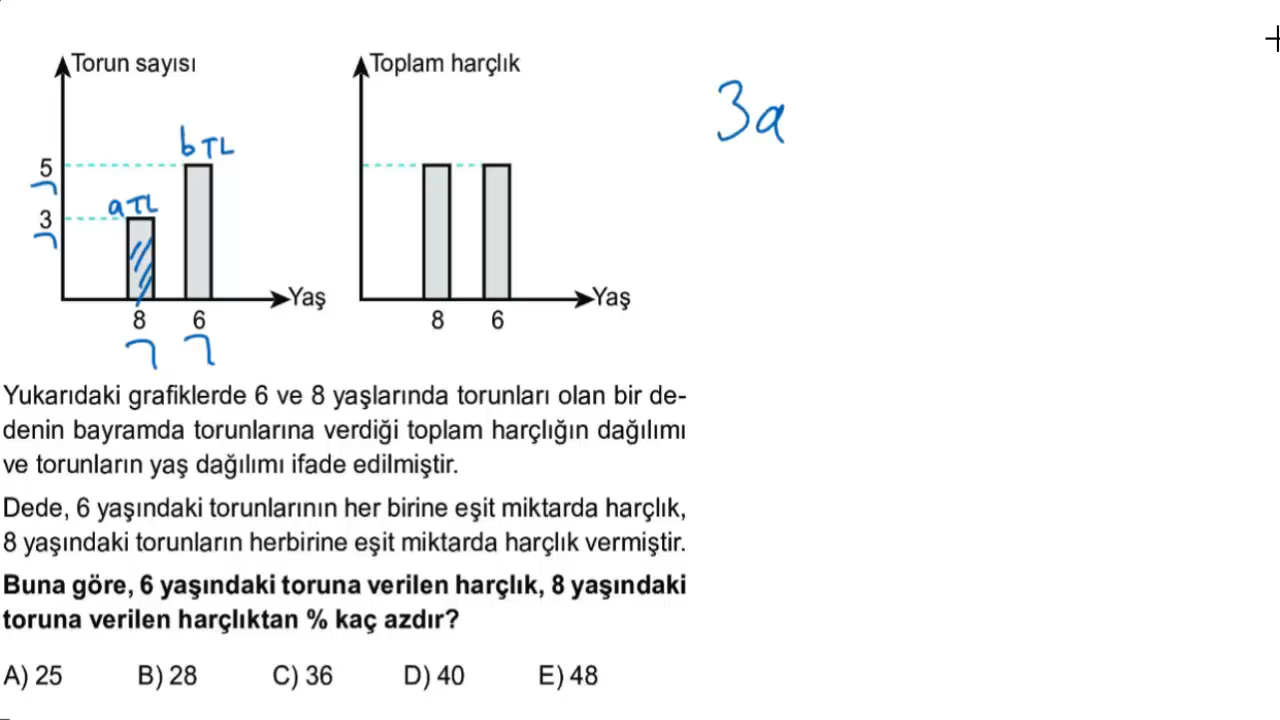 Torun sayısı
Toplam harçlık
3a
b TL
5
a TL
3
Yaş
Yaş
8 6
8 6
Yukarıdaki grafiklerde 6 ve 8 yaşlarında torunları olan bir de-
denin bayramda torunlarına verdiği toplam harçlığın dağılımı
ve torunların yaş dağılımı ifade edilmiştir.
Dede, 6 yaşındaki torunlarının her birine eşit miktarda harçlık,
8 yaşındaki torunların herbirine eşit miktarda harçlık vermiştir.
Buna göre, 6 yaşındaki toruna verilen harçlık, 8 yaşındaki
toruna verilen harçlıktan % kaç azdır?
A) 25 B) 28 C) 36 D) 40 E) 48